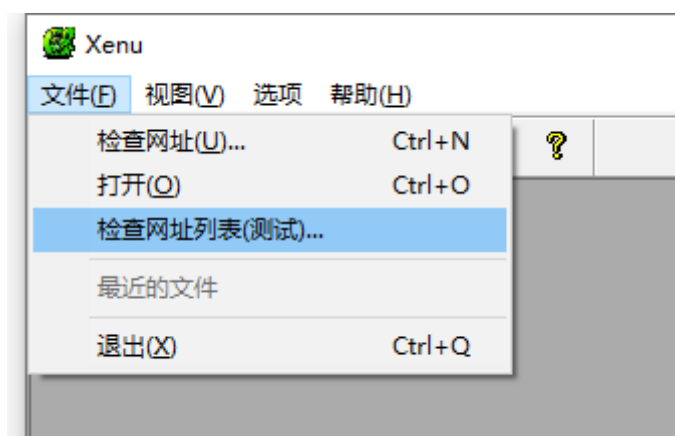 Xenu
文件(F) 视图(V) 选项 帮助(H)
检查网址(U)... Ctrl+N
打开(O) Ctrl+O
检查网址列表(测试)...
最近的文件
退出(X) Ctrl+Q